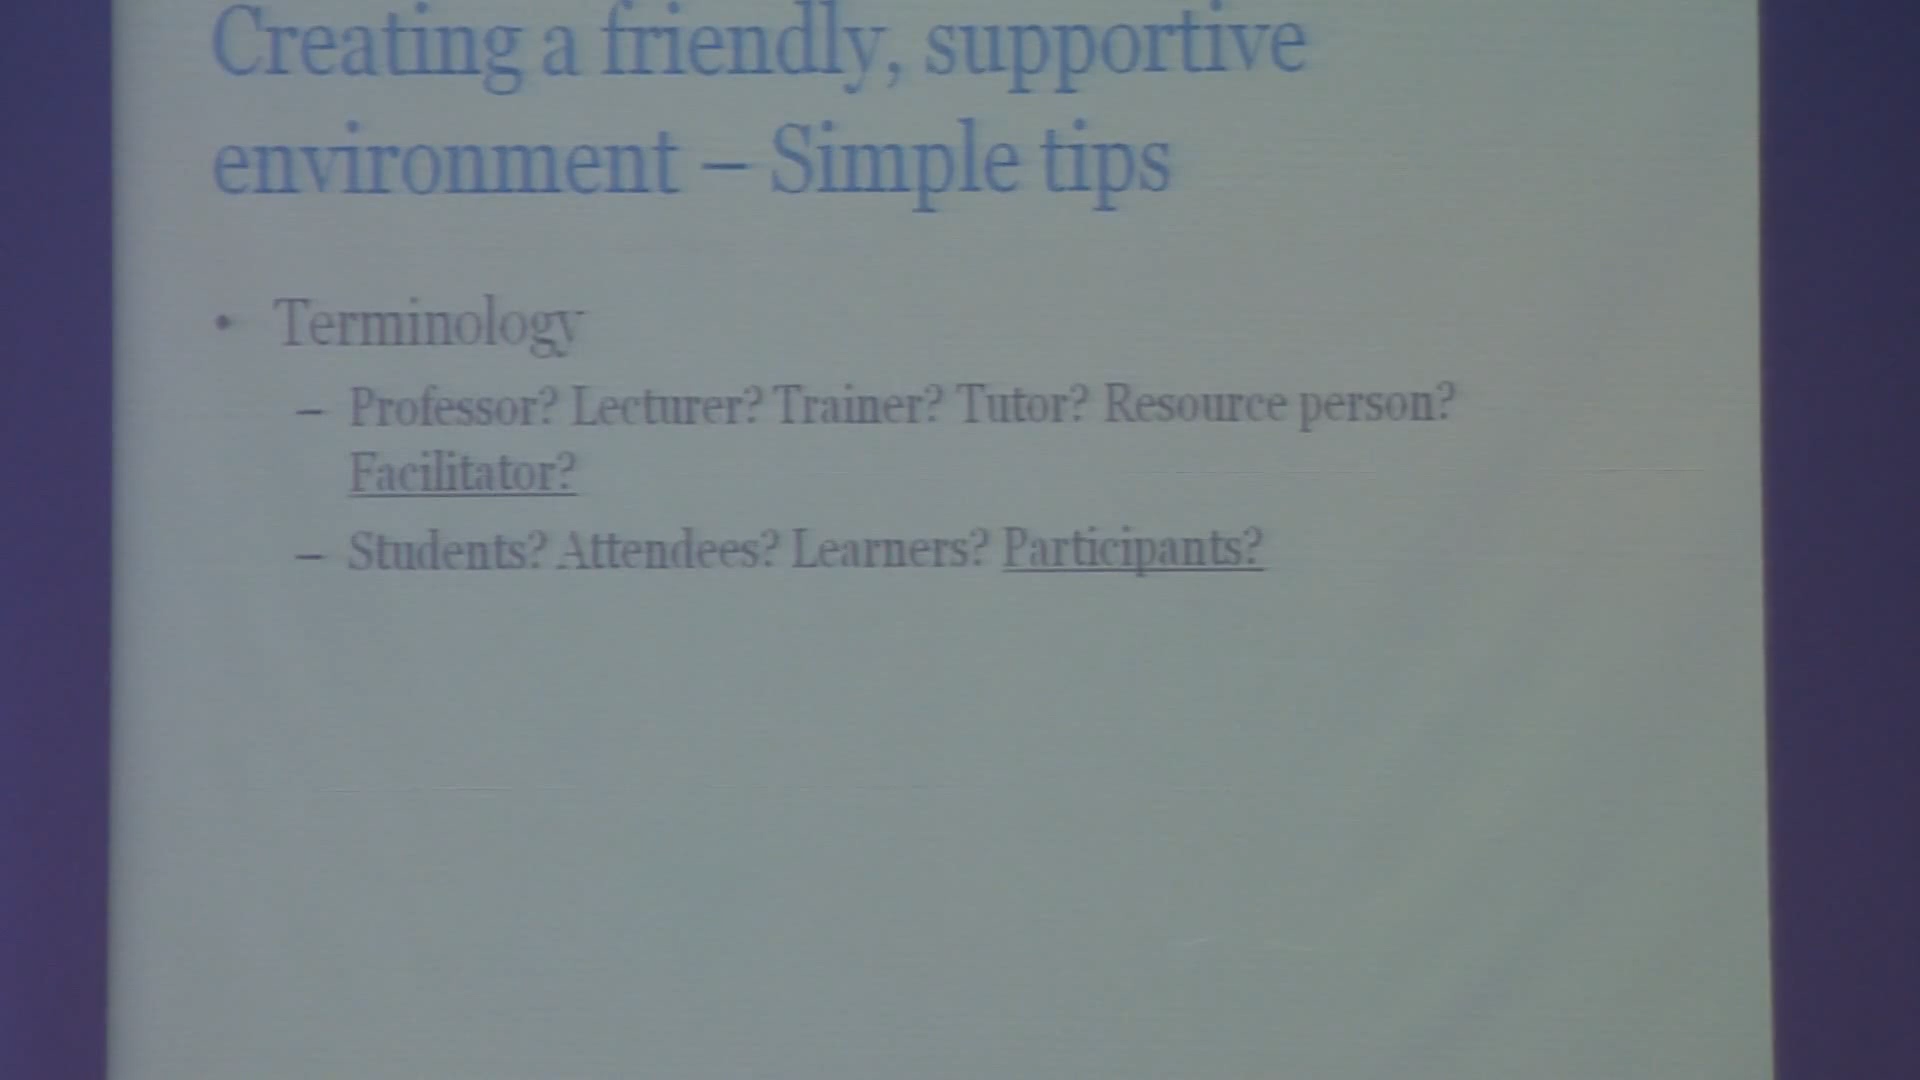 Creating a friendly, supportive
environment – Simple tips
• Terminology
– Professor? Lecturer? Trainer? Tutor? Resource person?
Facilitator?
– Students? Attendees? Learners? Participants?